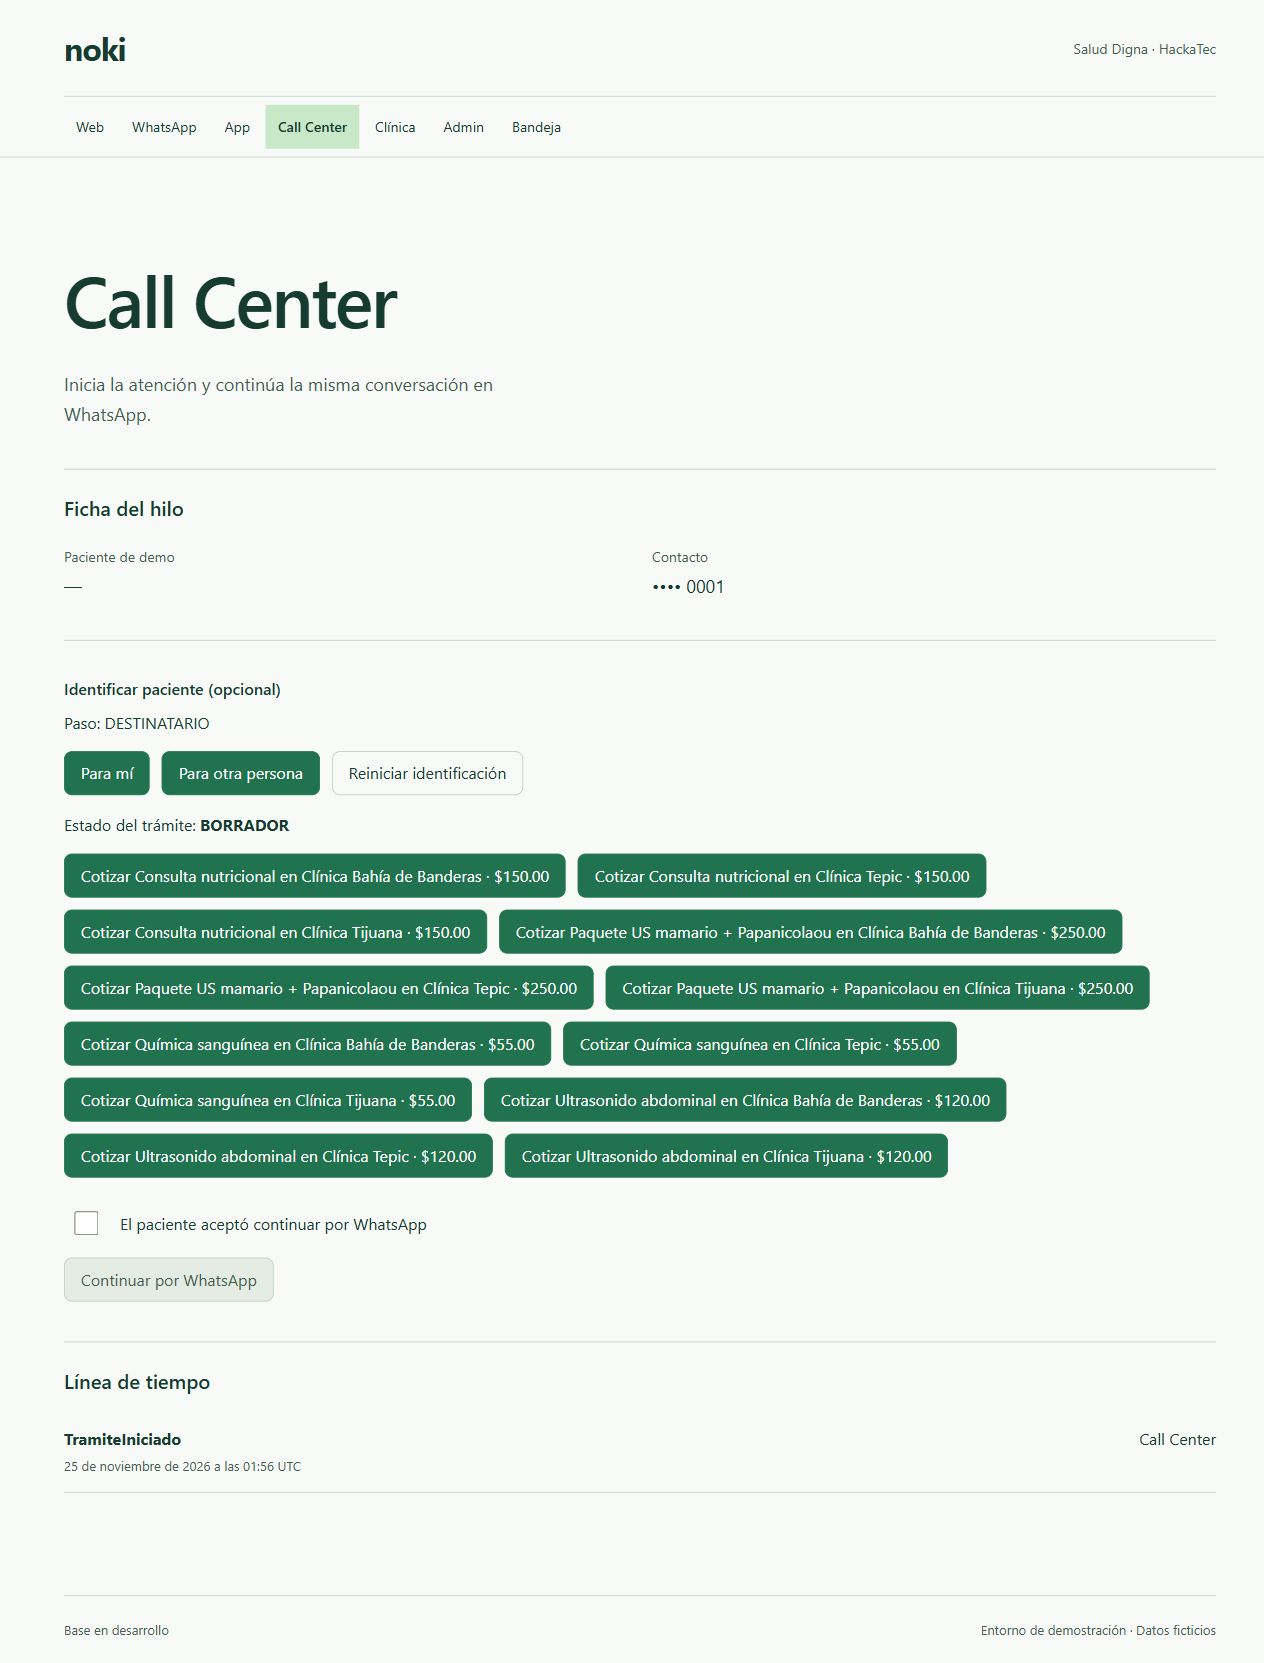 noki
Salud Digna · HackaTec
Web
WhatsApp
App
Call Center
Clínica
Admin
Bandeja
Call Center
Inicia la atención y continúa la misma conversación en
WhatsApp.
Ficha del hilo
Paciente de demo
Contacto
—
•••• 0001
Identificar paciente (opcional)
Paso: DESTINATARIO
Para mí
Para otra persona
Reiniciar identificación
Estado del trámite: BORRADOR
Cotizar Consulta nutricional en Clínica Bahía de Banderas · $150.00
Cotizar Consulta nutricional en Clínica Tepic · $150.00
Cotizar Consulta nutricional en Clínica Tijuana · $150.00
Cotizar Paquete US mamario + Papanicolaou en Clínica Bahía de Banderas · $250.00
Cotizar Paquete US mamario + Papanicolaou en Clínica Tepic · $250.00
Cotizar Paquete US mamario + Papanicolaou en Clínica Tijuana · $250.00
Cotizar Química sanguínea en Clínica Bahía de Banderas · $55.00
Cotizar Química sanguínea en Clínica Tepic · $55.00
Cotizar Química sanguínea en Clínica Tijuana · $55.00
Cotizar Ultrasonido abdominal en Clínica Bahía de Banderas · $120.00
Cotizar Ultrasonido abdominal en Clínica Tepic · $120.00
Cotizar Ultrasonido abdominal en Clínica Tijuana · $120.00
El paciente aceptó continuar por WhatsApp
Continuar por WhatsApp
Línea de tiempo
TramiteIniciado
Call Center
25 de noviembre de 2026 a las 01:56 UTC
Base en desarrollo
Entorno de demostración · Datos ficticios